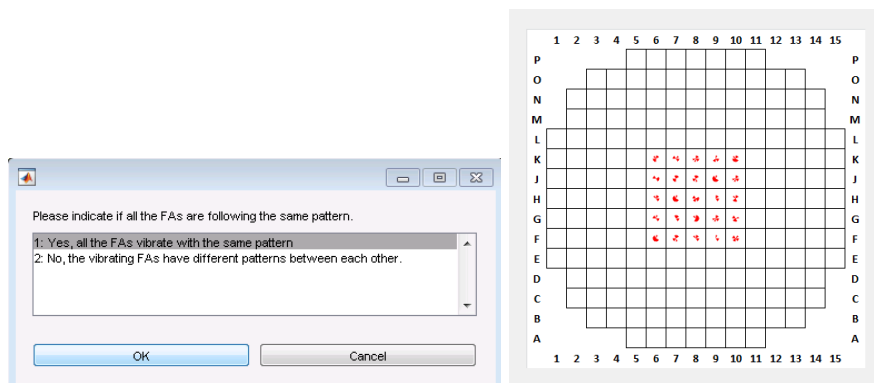 Please indicate if all the FAs are following the same pattern.
1: Yes, all the FAs vibrate with the same pattern
2: No, the vibrating FAs have different patterns between each other.
OK Cancel
1 2 3 4 5 6 7 8 9 10 11 12 13 14 15
P P
O O
N N
M M
L L
K K
J J
H H
G G
F F
E E
D D
C C
B B
A A
1 2 3 4 5 6 7 8 9 10 11 12 13 14 15